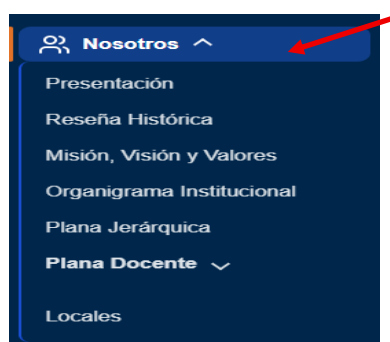 Nosotros
Presentación
Reseña Histórica
Misión, Visión y Valores
Organigrama Institucional
Plana Jerárquica
Plana Docente
Locales